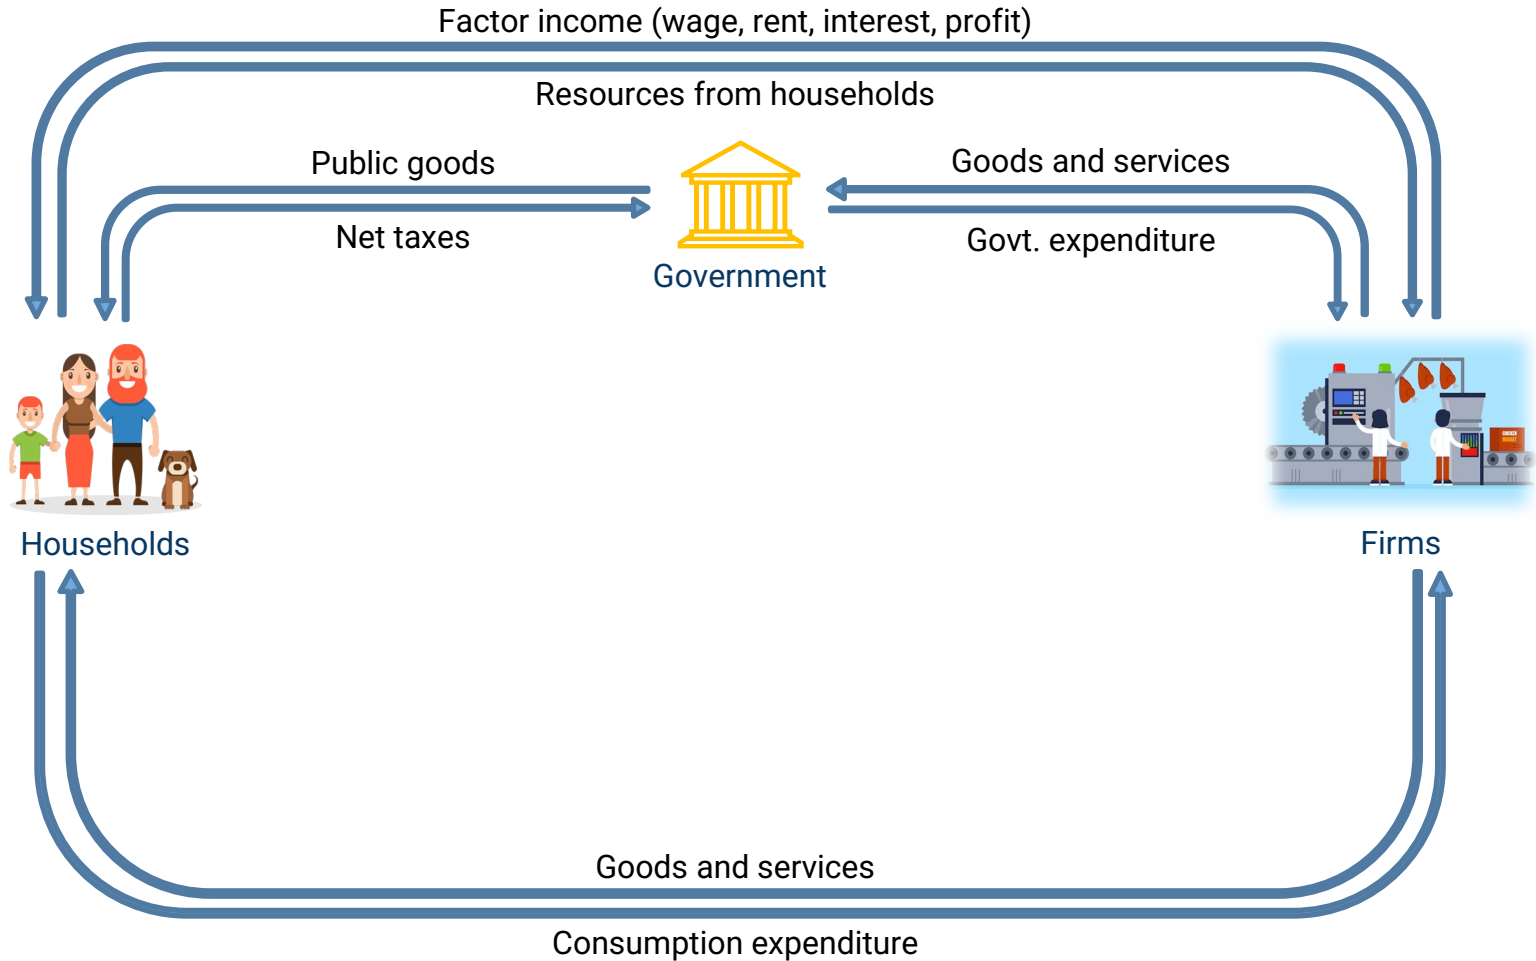 Factor income (wage, rent, interest, profit)
Resources from households
Public goods
Goods and services
Net taxes
Govt. expenditure
Government
Households
Firms
Goods and services
Consumption expenditure